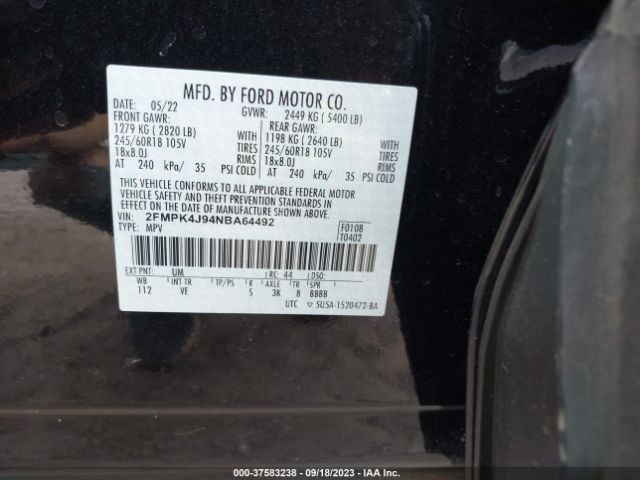 MFD. BY FORD MOTOR CO.
DATE: 05/22 GVWR: 2449 KG ( 5400 LB)
FRONT GAWR: REAR GAWR:
1279 KG ( 2820 LB) WITH 1198 KG ( 2640 LB) WITH
245/60R18 105V TIRES 245/60R18 105V TIRES
18x8.0J RIMS 18x8.0J RIMS
AT 240 kPa/ 35 PSI COLD AT 240 kPa/ 35 PSI COLD
THIS VEHICLE CONFORMS TO ALL APPLICABLE FEDERAL MOTOR
VEHICLE SAFETY AND THEFT PREVENTION STANDARDS IN
EFFECT ON THE DATE OF MANUFACTURE SHOWN ABOVE.
VIN: 2FMPK4J94NBA64492 F0108
TYPE: MPV T0402
EXT PNT: UM RC: 44 DSO:
WB INT TR TP/PS R AXLE TR SPR
112 VE S 3K 8 BBBB
UTC ▽ 5U5A-1520472-BA
000-37583238 - 09/18/2023 - IAAI.COM